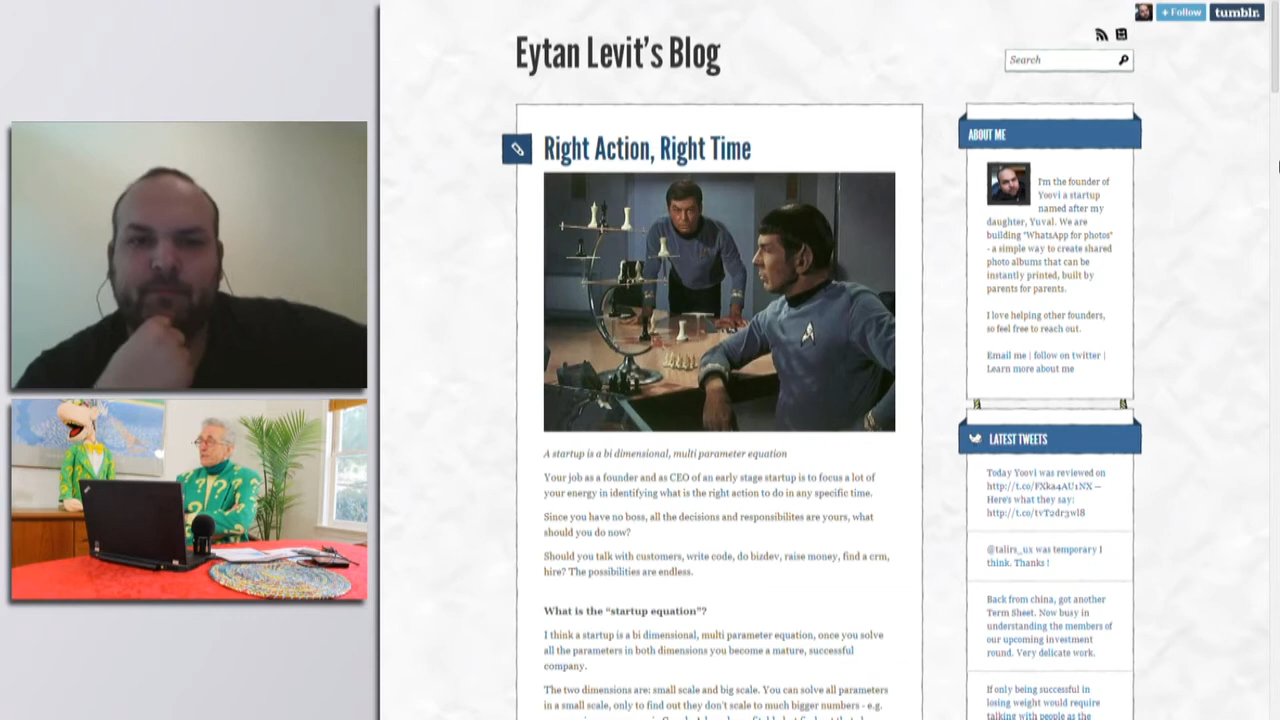 + Follow
tumblr.
Eytan Levit's Blog
Search
Right Action, Right Time
A startup is a bi dimensional, multi parameter equation
Your job as a founder and as CEO of an early stage startup is to focus a lot of
your energy in identifying what is the right action to do in any specific time.
Since you have no boss, all the decisions and responsibilites are yours, what
should you do now?
Should you talk with customers, write code, do bizdev, raise money, find a crm,
hire? The possibilities are endless.
What is the "startup equation"?
I think a startup is a bi dimensional, multi parameter equation, once you solve
all the parameters in both dimensions you become a mature, successful
company.
The two dimensions are: small scale and big scale. You can solve all parameters
in a small scale, only to find out they don't scale to much bigger numbers - e.g.
ABOUT ME
I'm the founder of
Yoovi a startup
named after my
daughter, Yuval. We are
building "WhatsApp for photos"
- a simple way to create shared
photo albums that can be
instantly printed, built by
parents for parents.
I love helping other founders,
so feel free to reach out.
Email me | follow on twitter |
Learn more about me
LATEST TWEETS
Today Yoovi was reviewed on
http://t.co/FXka4AU1NX –
Here's what they say:
http://t.co/tvT2dr3wl8
@talirs_ux was temporary I
think. Thanks !
Back from china, got another
Term Sheet. Now busy in
understanding the members of
our upcoming investment
round. Very delicate work.
If only being successful in
losing weight would require
talking with people as the